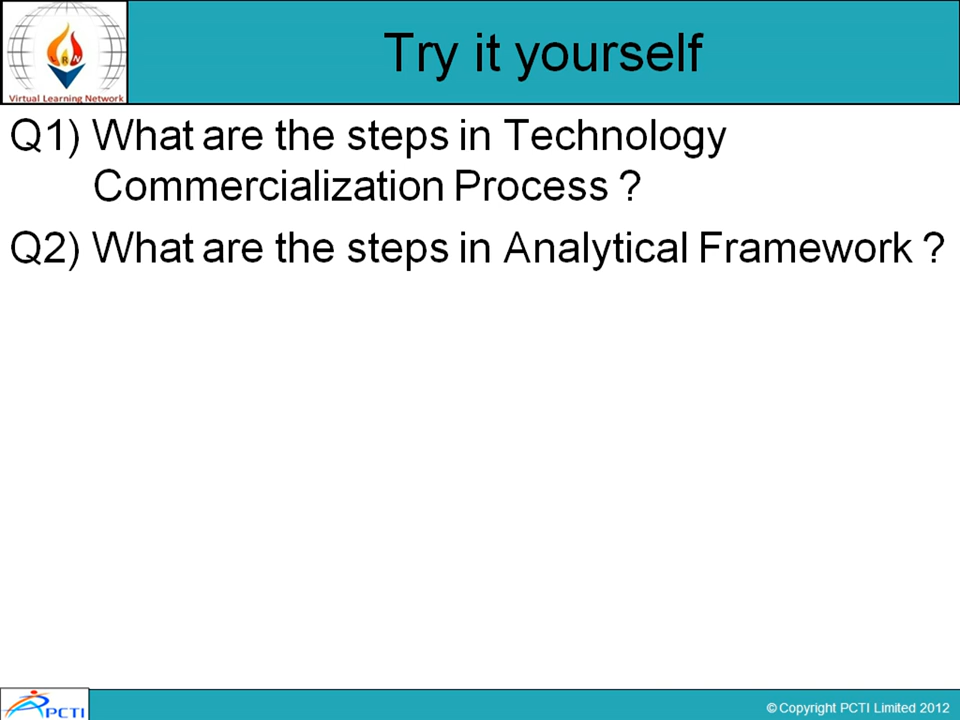 Try it yourself
RN
Virtual Learning Network
Q1) What are the steps in Technology
Commercialization Process ?
Q2) What are the steps in Analytical Framework ?
PCTI
© Copyright PCTI Limited 2012